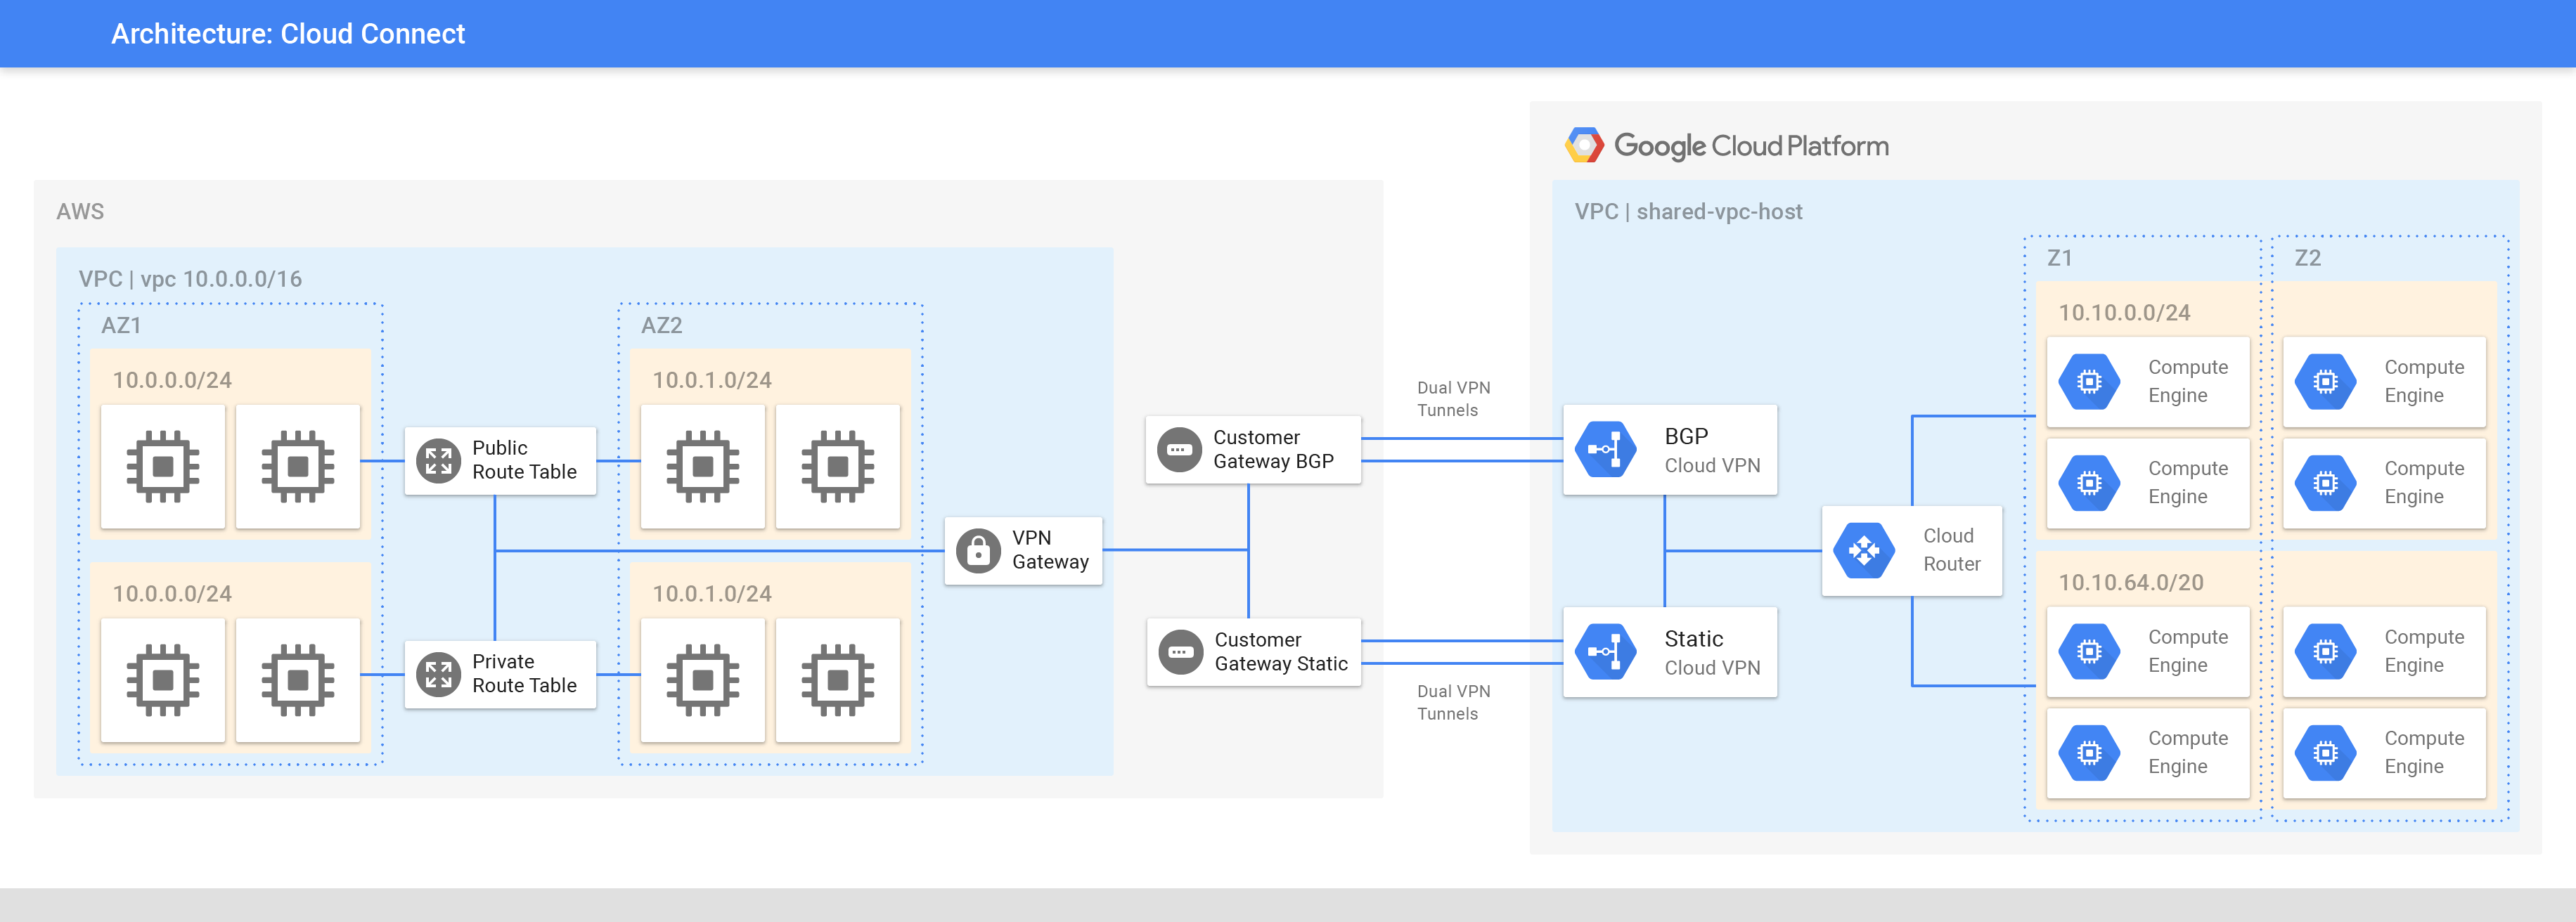 Architecture: Cloud Connect
AWS
VPC | vpc 10.0.0.0/16
AZ1
10.0.0.0/24
10.0.0.0/24
Public
Route Table
Private
Route Table
AZ2
10.0.1.0/24
10.0.1.0/24
VPN
Gateway
Customer
Gateway BGP
Customer
Gateway Static
Dual VPN
Tunnels
Dual VPN
Tunnels
Google Cloud Platform
VPC | shared-vpc-host
BGP
Cloud VPN
Static
Cloud VPN
Cloud
Router
Z1
Z2
10.10.0.0/24
Compute
Engine
Compute
Engine
Compute
Engine
Compute
Engine
10.10.64.0/20
Compute
Engine
Compute
Engine
Compute
Engine
Compute
Engine